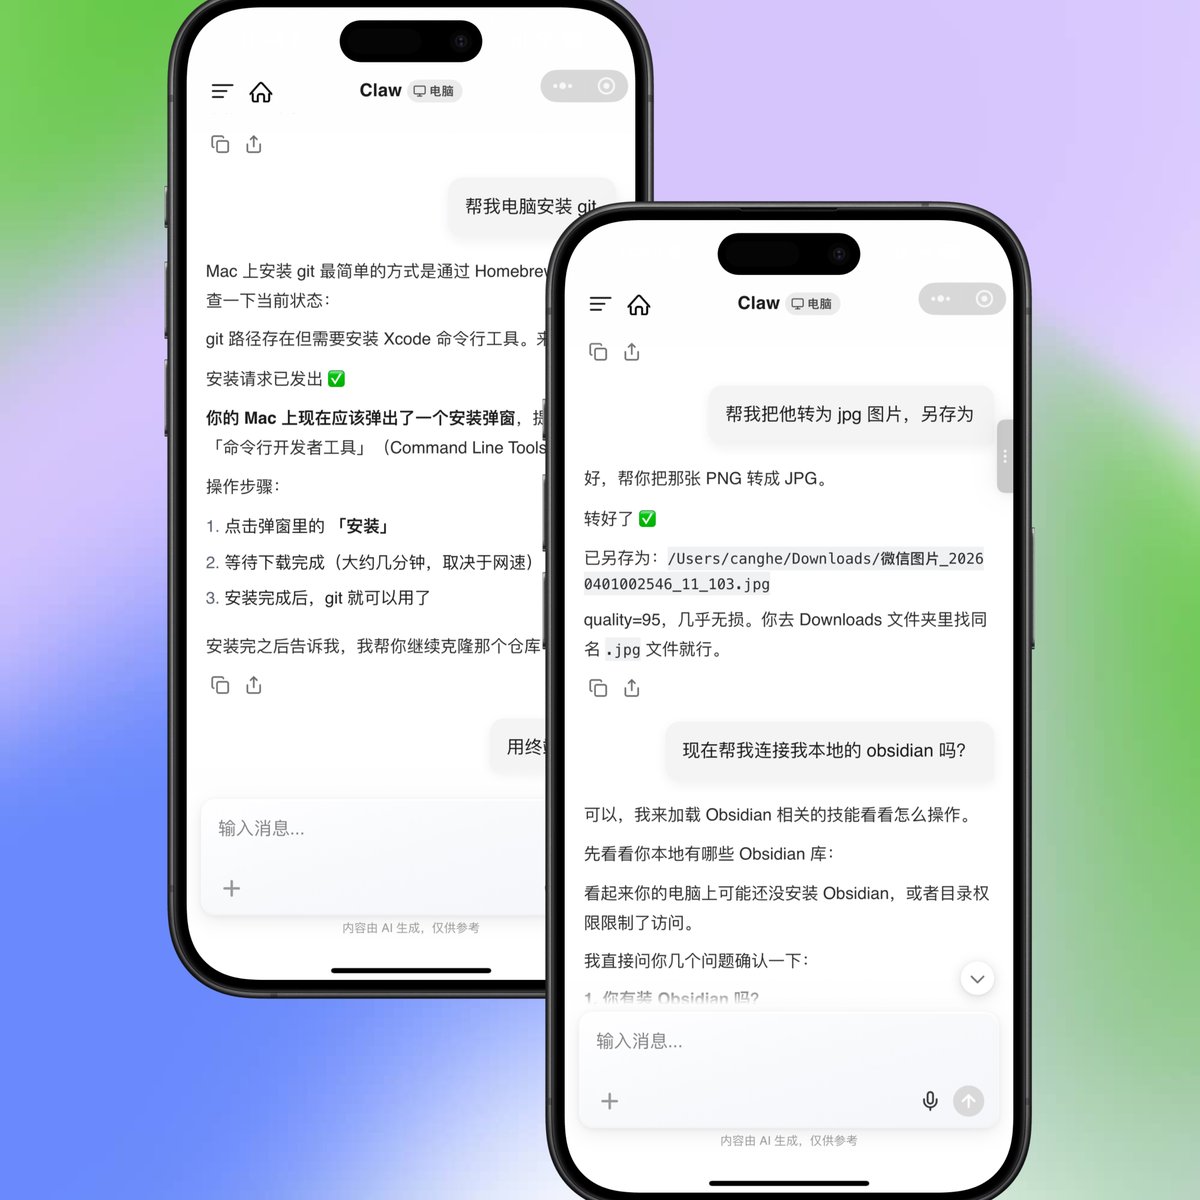 Claw 电脑
帮我电脑安装 git
Mac 上安装 git 最简单的方式是通过 Homebrew
查一下当前状态：
git 路径存在但需要安装 Xcode 命令行工具。来
安装请求已发出 ✅
你的 Mac 上现在应该弹出了一个安装弹窗，提
「命令行开发者工具」（Command Line Tools
操作步骤：
1. 点击弹窗里的 「安装」
2. 等待下载完成（大约几分钟，取决于网速）
3. 安装完成后，git 就可以用了
安装完之后告诉我，我帮你继续克隆那个仓库
用终
输入消息...
内容由 AI 生成，仅供参考
Claw 电脑
帮我把他转为 jpg 图片，另存为
好，帮你把那张 PNG 转成 JPG。
转好了 ✅
已另存为：/Users/canghe/Downloads/微信图片_2026
0401002546_11_103.jpg
quality=95，几乎无损。你去 Downloads 文件夹里找同
名 .jpg 文件就行。
现在帮我连接我本地的 obsidian 吗？
可以，我来加载 Obsidian 相关的技能看看怎么操作。
先看看你本地有哪些 Obsidian 库：
看起来你的电脑上可能还没安装 Obsidian，或者目录权
限限制了访问。
我直接问你几个问题确认一下：
1. 你有装 Obsidian 吗？
输入消息...
内容由 AI 生成，仅供参考